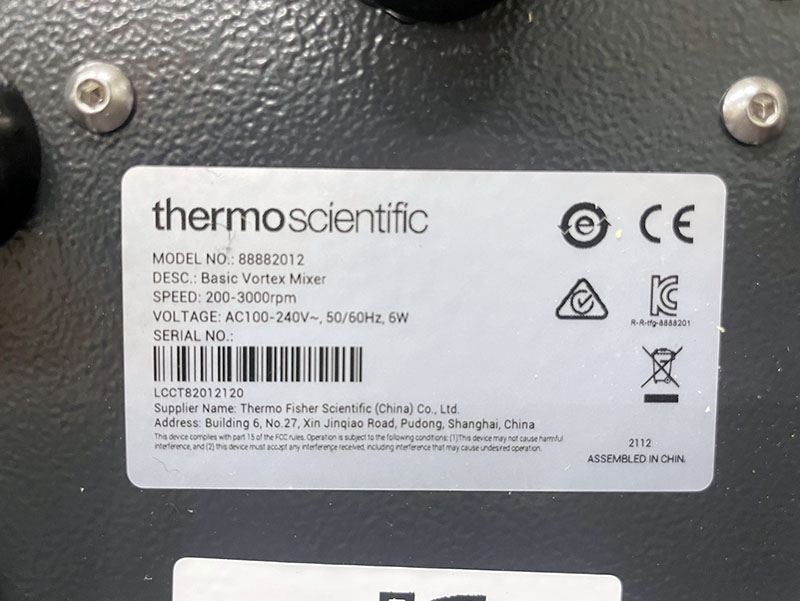 thermo scientific
MODEL NO.: 88882012
DESC.: Basic Vortex Mixer
SPEED: 200-3000rpm
VOLTAGE: AC100-240V~, 50/60Hz, 6W
SERIAL NO.:
LCCT82012120
Supplier Name: Thermo Fisher Scientific (China) Co., Ltd.
Address: Building 6, No.27, Xin Jinqiao Road, Pudong, Shanghai, China
This device complies with part 15 of the FCC rules. Operation is subject to the following conditions: (1)This device may not cause harmful
interference, and (2) this device must accept any interference received, including interference that may cause undesired operation.
e
CE
R-R-tfg-8888201
2112
ASSEMBLED IN CHIN.